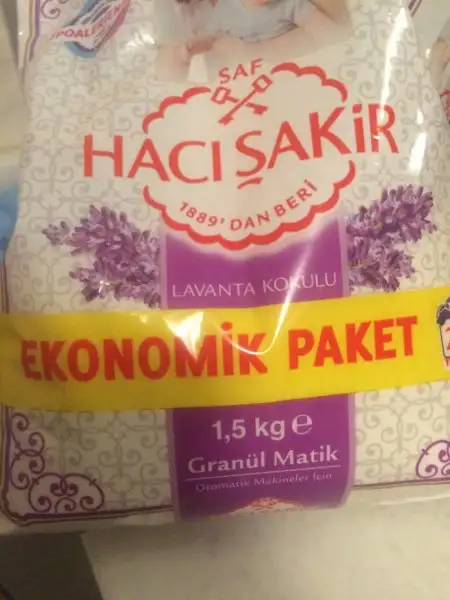 SAF
HACI ŞAKİR
1889'DAN BERİ
LAVANTA KOKULU
EKONOMİK PAKET
1,5 kg e
Granül Matik
Otomatik Makineler İçin